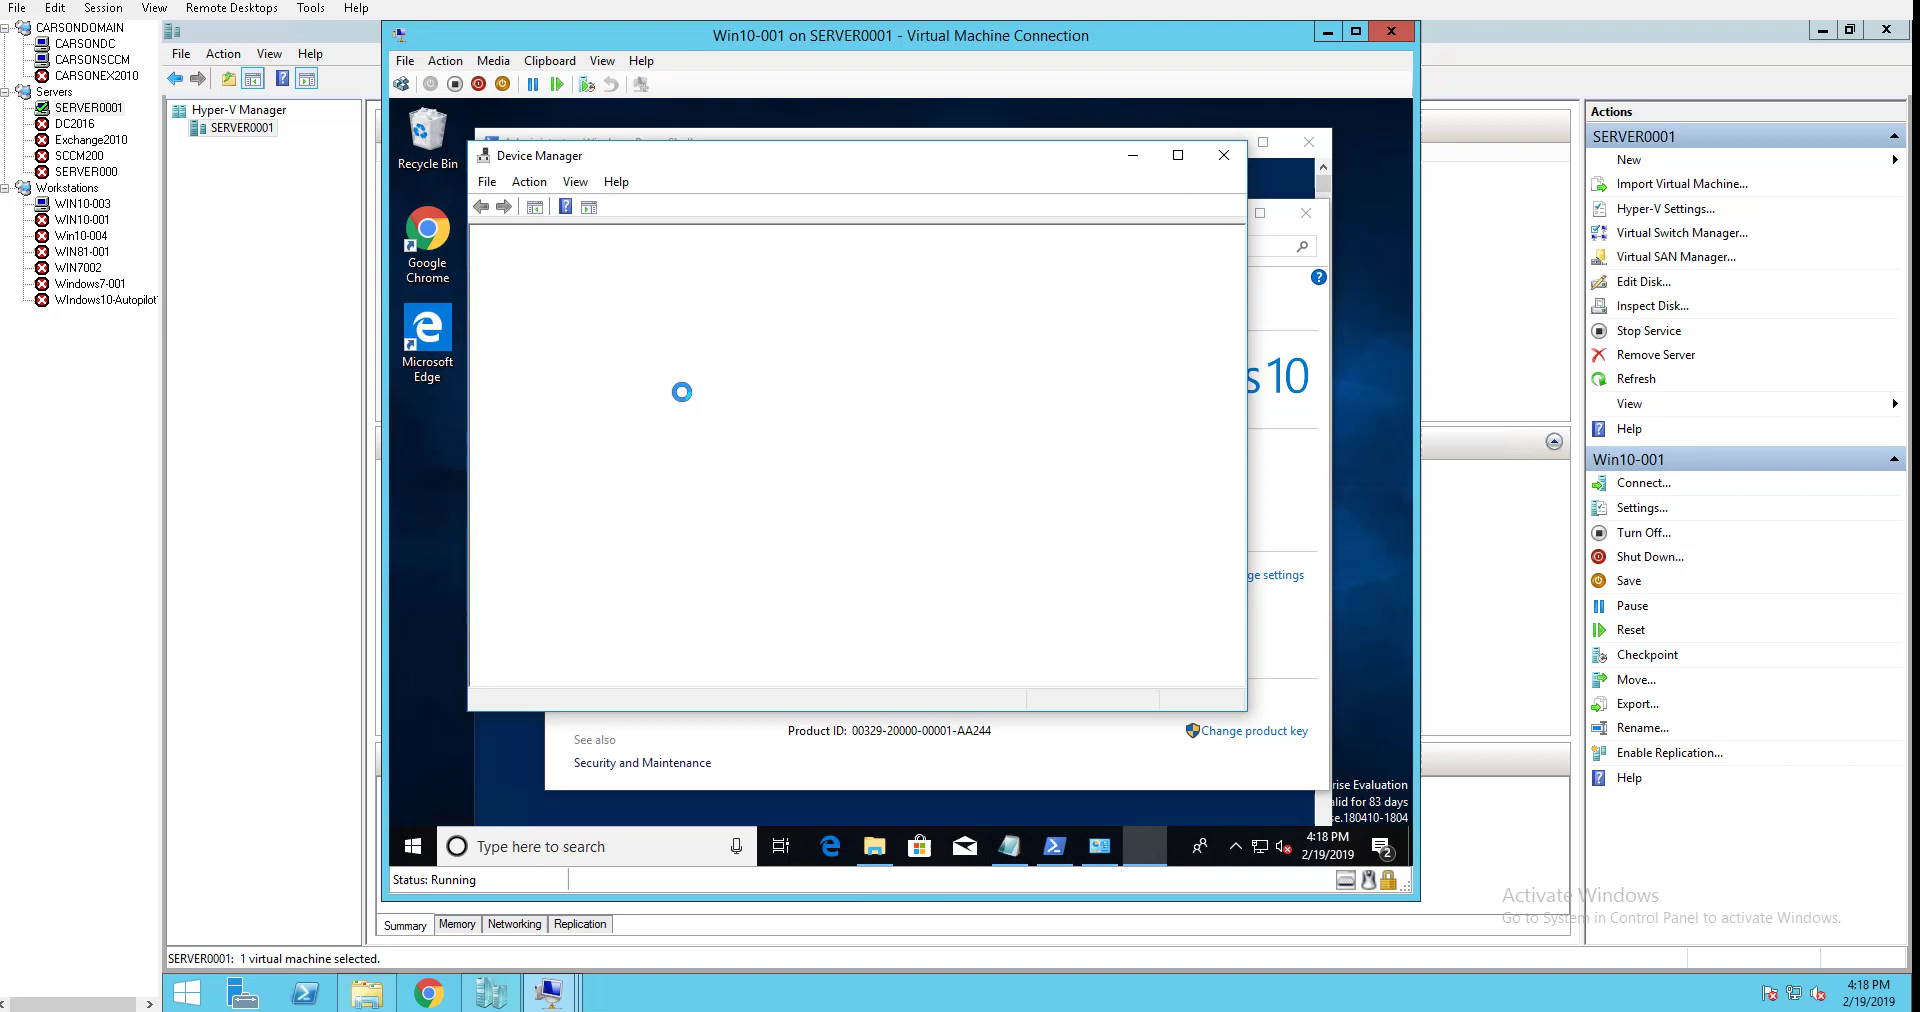 File Edit Session View Remote Desktops Tools Help
CARSONDOMAIN
CARSONDC
CARSONSCCM
CARSONEX2010
Servers
SERVER0001
DC2016
Exchange2010
SCCM200
SERVER000
Workstations
WIN10-003
WIN10-001
Win10-004
WIN81-001
WIN7002
Windows7-001
WIndows10-Autopilot
File Action View Help
Hyper-V Manager
SERVER0001
Win10-001 on SERVER0001 - Virtual Machine Connection
File Action Media Clipboard View Help
Recycle Bin
Google
Chrome
Microsoft
Edge
Device Manager
File Action View Help
s 10
ge settings
Product ID: 00329-20000-00001-AA244
Change product key
See also
Security and Maintenance
rise Evaluation
alid for 83 days
se.180410-1804
Type here to search
4:18 PM
2/19/2019
2
Status: Running
Summary Memory Networking Replication
SERVER0001: 1 virtual machine selected.
Actions
SERVER0001
New
Import Virtual Machine...
Hyper-V Settings...
Virtual Switch Manager...
Virtual SAN Manager...
Edit Disk...
Inspect Disk...
Stop Service
Remove Server
Refresh
View
Help
Win10-001
Connect...
Settings...
Turn Off...
Shut Down...
Save
Pause
Reset
Checkpoint
Move...
Export...
Rename...
Enable Replication...
Help
Activate Windows
Go to System in Control Panel to activate Windows.
4:18 PM
2/19/2019